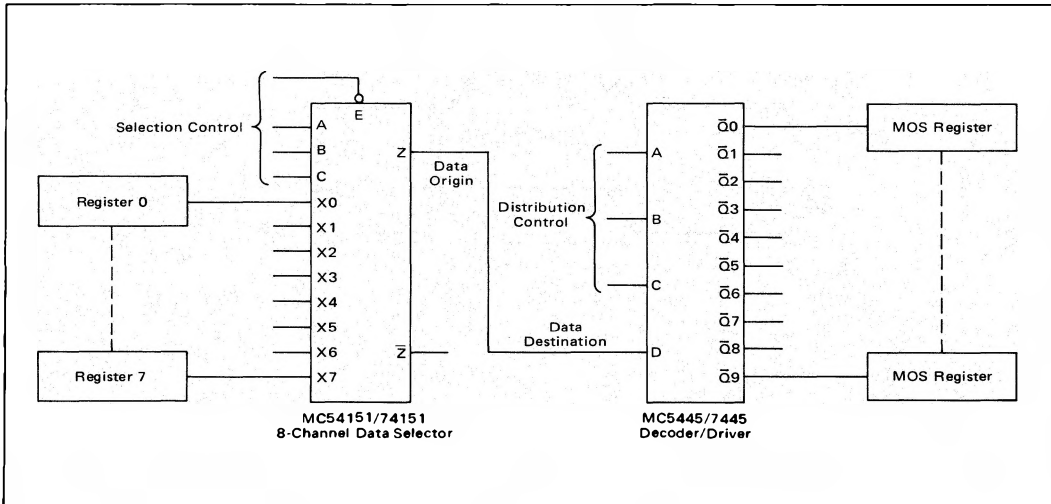 Selection Control
E
A
B
C
X0
X1
X2
X3
X4
X5
X6
X7
Z
Z̅
Register 0
Register 7
MC54151/74151
8-Channel Data Selector
Data
Origin
Distribution
Control
Data
Destination
A
B
C
D
Q̅0
Q̅1
Q̅2
Q̅3
Q̅4
Q̅5
Q̅6
Q̅7
Q̅8
Q̅9
MC5445/7445
Decoder/Driver
MOS Register
MOS Register